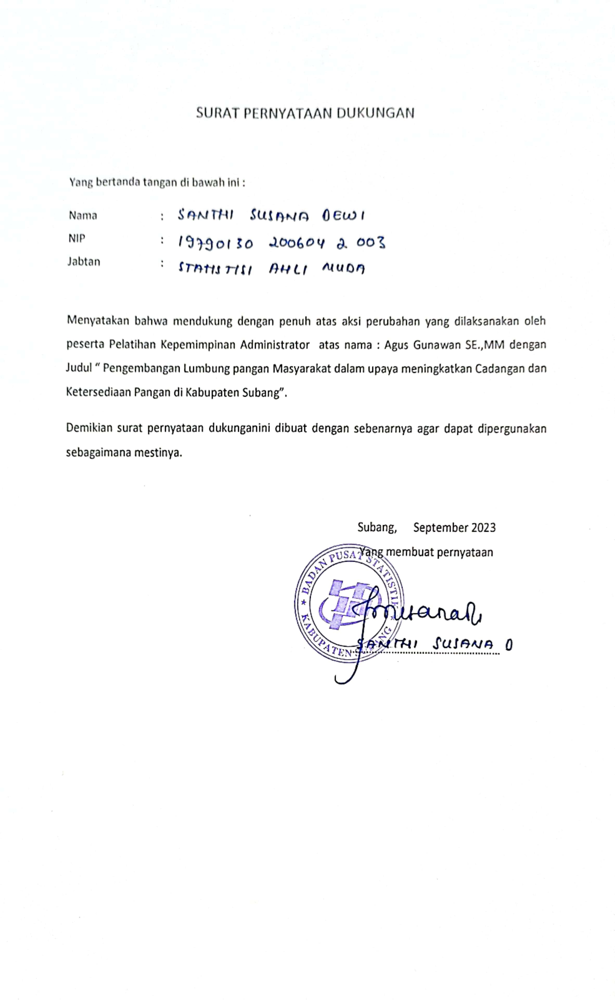 SURAT PERNYATAAN DUKUNGAN
Yang bertanda tangan di bawah ini :
Nama : SANTHI SUSANA DEWI
NIP : 19790130 200604 2 003
Jabtan : STATISTISI AHLI MUDA
Menyatakan bahwa mendukung dengan penuh atas aksi perubahan yang dilaksanakan oleh
peserta Pelatihan Kepemimpinan Administrator atas nama : Agus Gunawan SE.,MM dengan
Judul “ Pengembangan Lumbung pangan Masyarakat dalam upaya meningkatkan Cadangan dan
Ketersediaan Pangan di Kabupaten Subang”.
Demikian surat pernyataan dukunganini dibuat dengan sebenarnya agar dapat dipergunakan
sebagaimana mestinya.
Subang, September 2023
Yang membuat pernyataan
BADAN PUSAT STATISTIK
KABUPATEN SUBANG
SANTHI SUSANA D